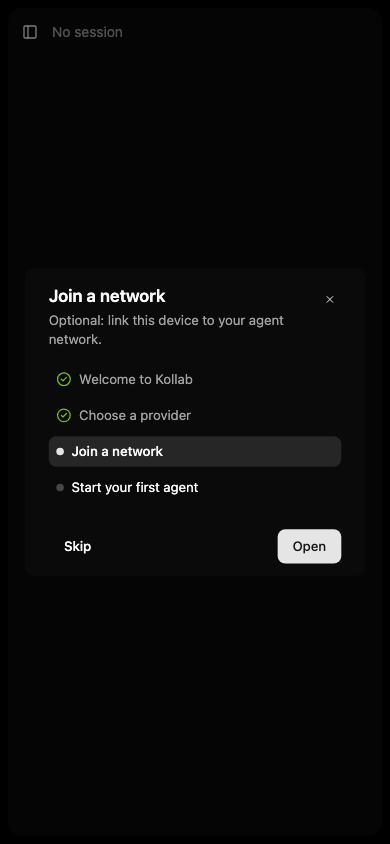 No session
Join a network
Optional: link this device to your agent
network.
Welcome to Kollab
Choose a provider
Join a network
Start your first agent
Skip
Open